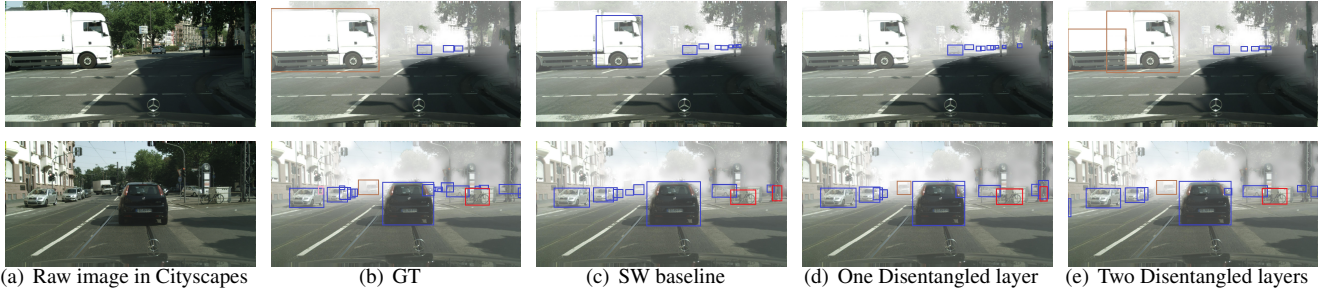 (a) Raw image in Cityscapes
(b) GT
(c) SW baseline
(d) One Disentangled layer
(e) Two Disentangled layers